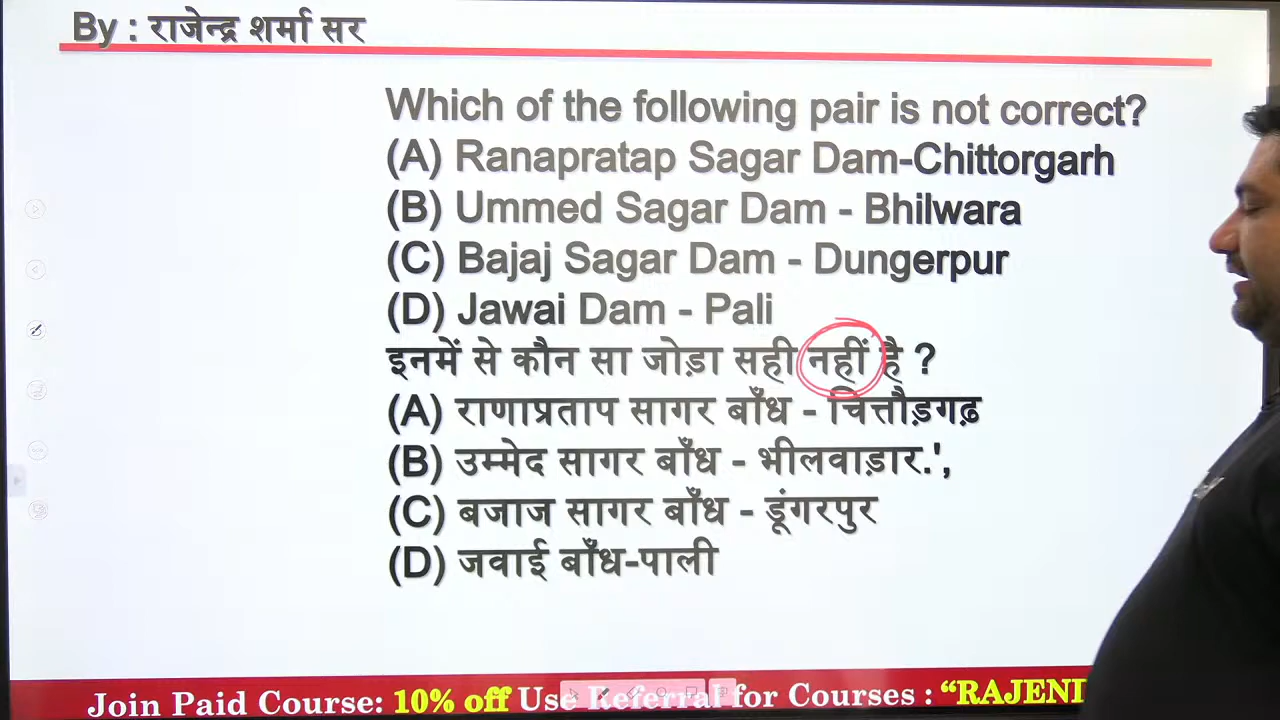 By : राजेन्द्र शर्मा सर
Which of the following pair is not correct?
(A) Ranapratap Sagar Dam-Chittorgarh
(B) Ummed Sagar Dam - Bhilwara
(C) Bajaj Sagar Dam - Dungerpur
(D) Jawai Dam - Pali
इनमें से कौन सा जोड़ा सही नहीं है ?
(A) राणाप्रताप सागर बाँध - चित्तौड़गढ़
(B) उम्मेद सागर बाँध - भीलवाड़ार.',
(C) बजाज सागर बाँध - डूंगरपुर
(D) जवाई बाँध-पाली
Join Paid Course: 10% off Use Referral for Courses : “RAJENI